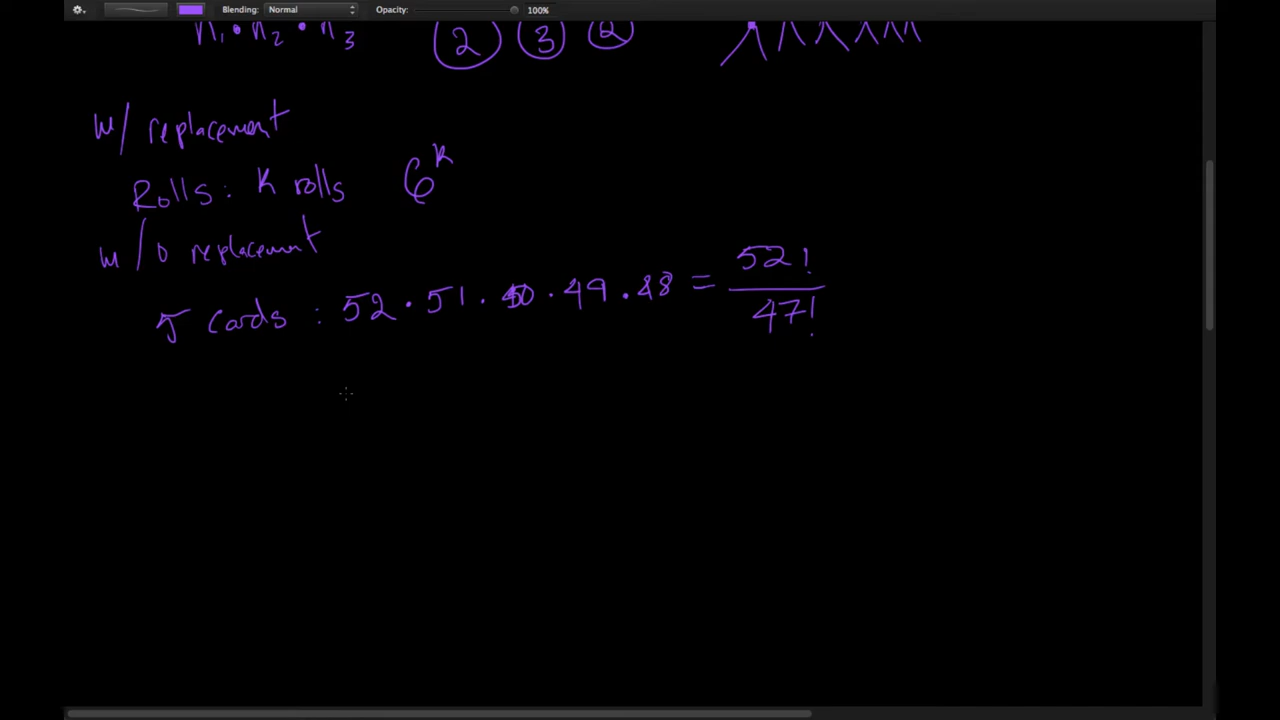 Blending: Normal Opacity: 100%
n1 • n2 • n3 2 3 2
w/ replacement
Rolls: k rolls 6^k
w/o replacement
5 cards : 52 • 51 • 50 • 49 • 48 = 52! / 47!